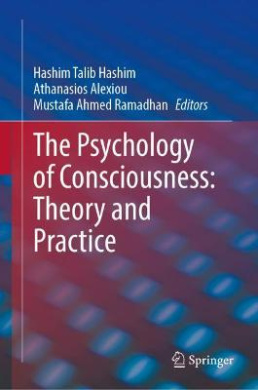 Hashim Talib Hashim
Athanasios Alexiou
Mustafa Ahmed Ramadhan Editors
The Psychology
of Consciousness:
Theory and
Practice
Springer